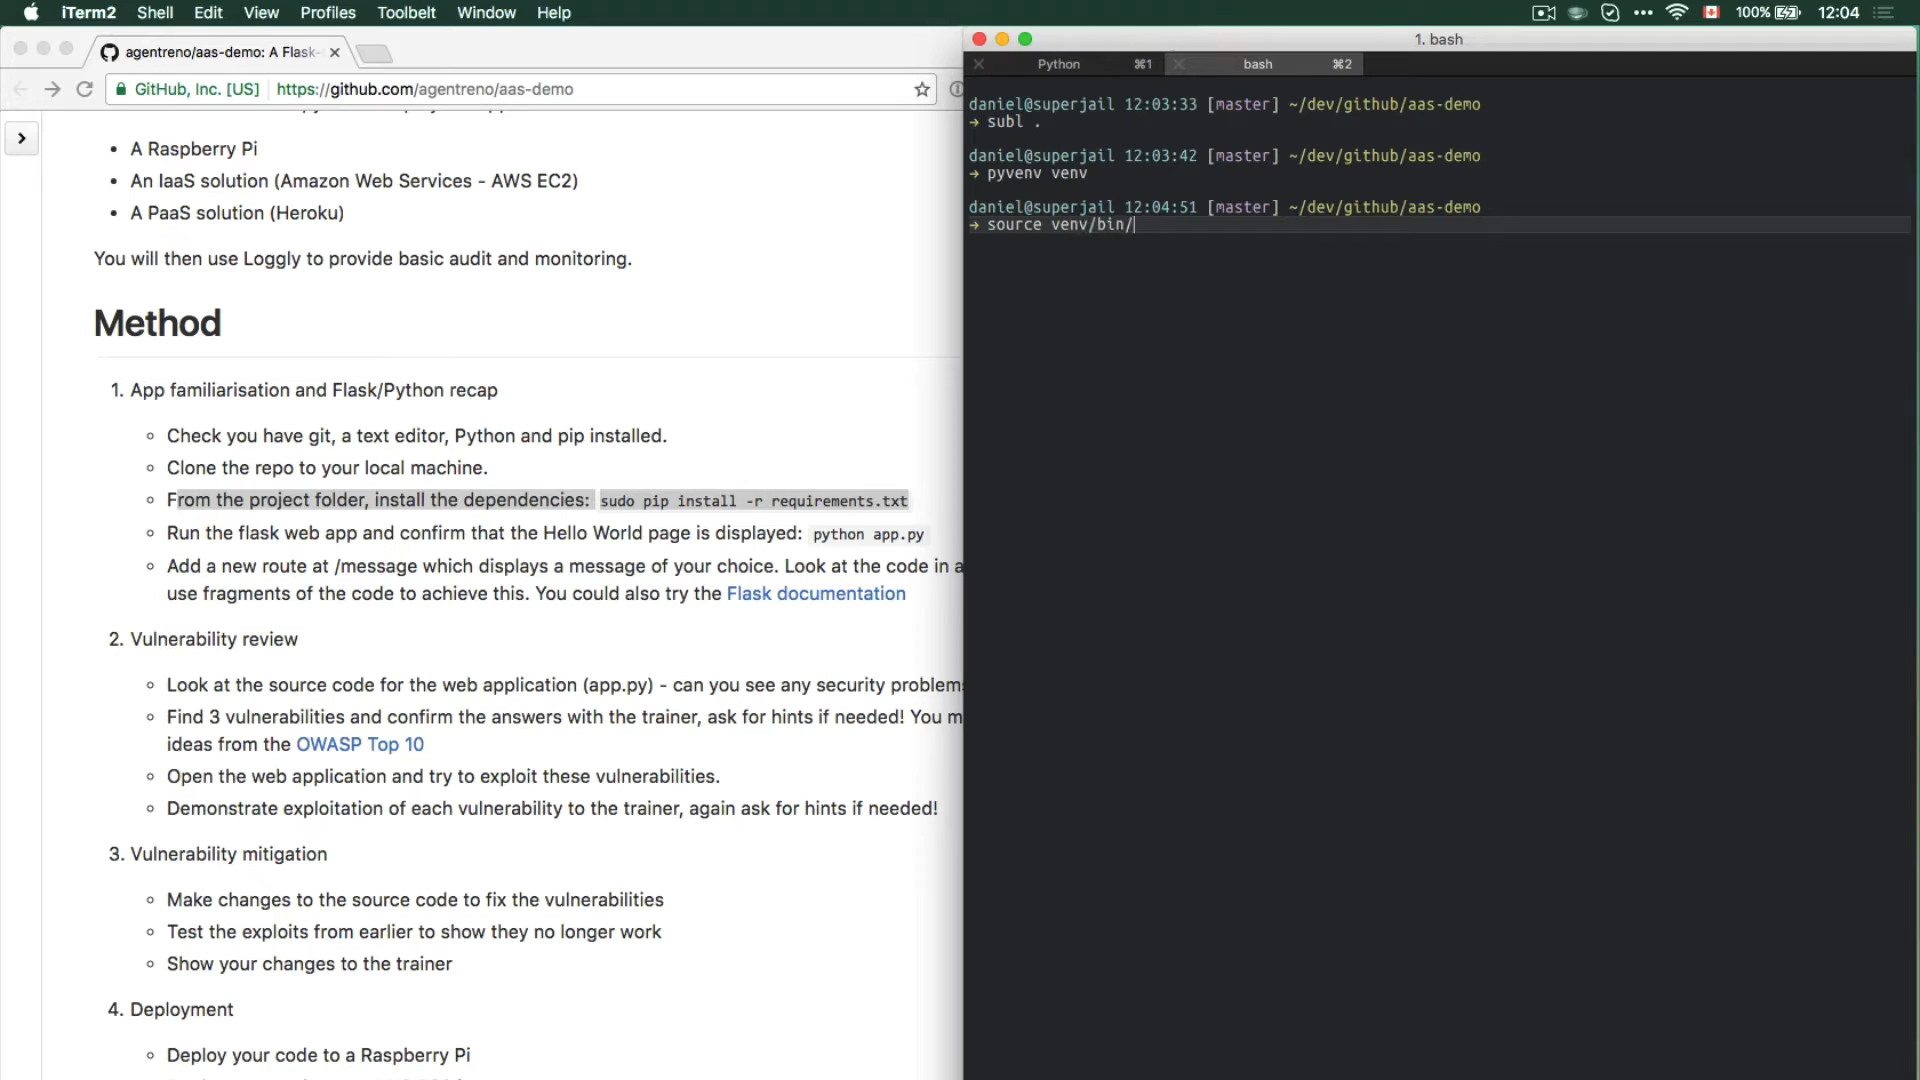 iTerm2 Shell Edit View Profiles Toolbelt Window Help 100% 12:04
agentreno/aas-demo: A Flask-
GitHub, Inc. [US] https://github.com/agentreno/aas-demo
A Raspberry Pi
An IaaS solution (Amazon Web Services - AWS EC2)
A PaaS solution (Heroku)
You will then use Loggly to provide basic audit and monitoring.
Method
1. App familiarisation and Flask/Python recap
Check you have git, a text editor, Python and pip installed.
Clone the repo to your local machine.
From the project folder, install the dependencies: sudo pip install -r requirements.txt
Run the flask web app and confirm that the Hello World page is displayed: python app.py
Add a new route at /message which displays a message of your choice. Look at the code in a
use fragments of the code to achieve this. You could also try the Flask documentation
2. Vulnerability review
Look at the source code for the web application (app.py) - can you see any security problem
Find 3 vulnerabilities and confirm the answers with the trainer, ask for hints if needed! You m
ideas from the OWASP Top 10
Open the web application and try to exploit these vulnerabilities.
Demonstrate exploitation of each vulnerability to the trainer, again ask for hints if needed!
3. Vulnerability mitigation
Make changes to the source code to fix the vulnerabilities
Test the exploits from earlier to show they no longer work
Show your changes to the trainer
4. Deployment
Deploy your code to a Raspberry Pi
1. bash
Python ⌘1 bash ⌘2
daniel@superjail 12:03:33 [master] ~/dev/github/aas-demo
→ subl .
daniel@superjail 12:03:42 [master] ~/dev/github/aas-demo
→ pyvenv venv
daniel@superjail 12:04:51 [master] ~/dev/github/aas-demo
→ source venv/bin/